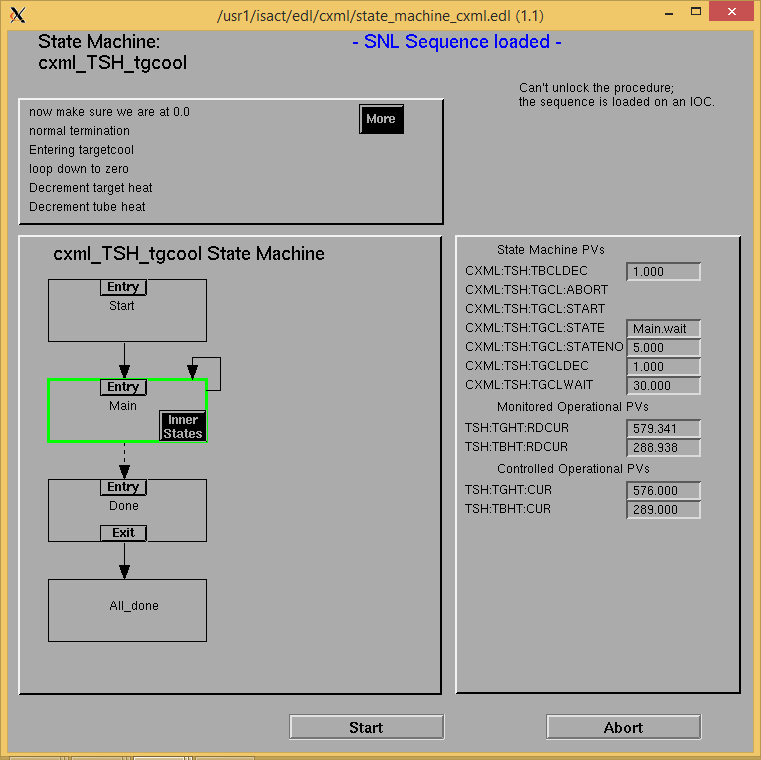 /usr1/isact/edl/cxml/state_machine_cxml.edl (1.1)
State Machine:
cxml_TSH_tgcool
- SNL Sequence loaded -
Can't unlock the procedure;
the sequence is loaded on an IOC.
now make sure we are at 0.0
normal termination
Entering targetcool
loop down to zero
Decrement target heat
Decrement tube heat
More
cxml_TSH_tgcool State Machine
Entry
Start
Entry
Main
Inner
States
Entry
Done
Exit
All_done
State Machine PVs
CXML:TSH:TBCLDEC 1.000
CXML:TSH:TGCL:ABORT
CXML:TSH:TGCL:START
CXML:TSH:TGCL:STATE Main.wait
CXML:TSH:TGCL:STATENO 5.000
CXML:TSH:TGCLDEC 1.000
CXML:TSH:TGCLWAIT 30.000
Monitored Operational PVs
TSH:TGHT:RDCUR 579.341
TSH:TBHT:RDCUR 288.938
Controlled Operational PVs
TSH:TGHT:CUR 576.000
TSH:TBHT:CUR 289.000
Start
Abort